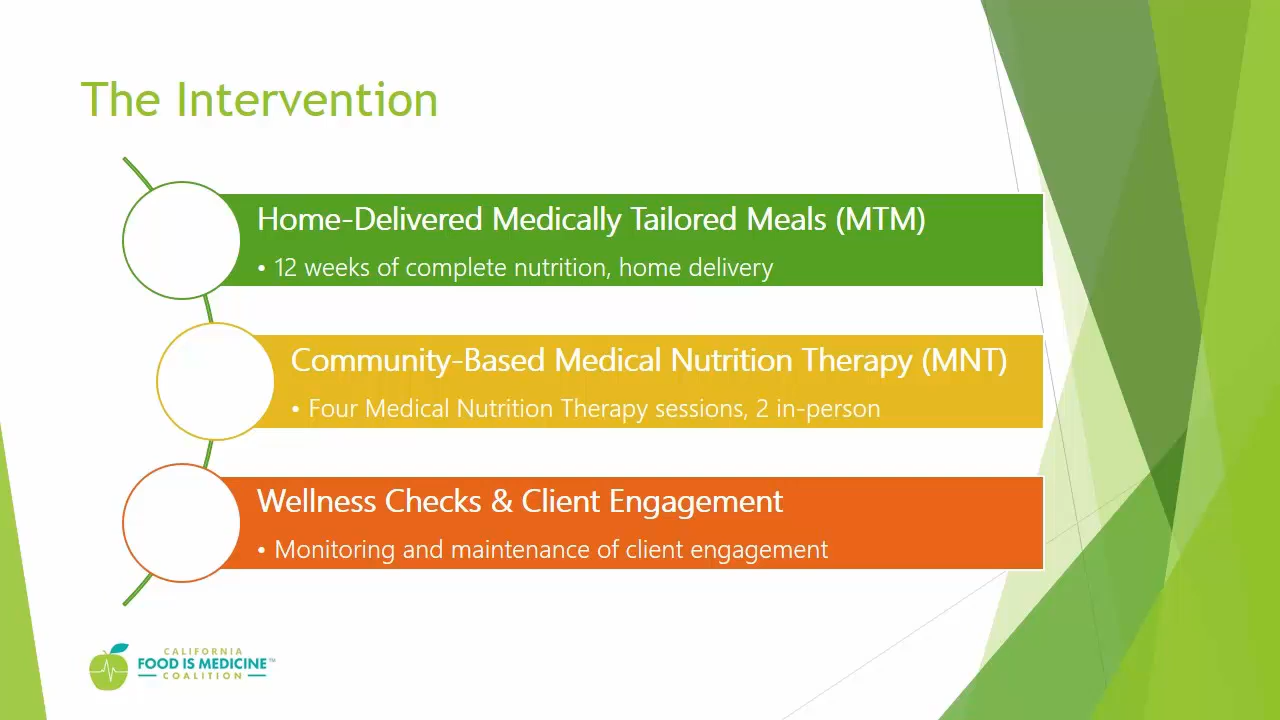 The Intervention
Home-Delivered Medically Tailored Meals (MTM)
• 12 weeks of complete nutrition, home delivery
Community-Based Medical Nutrition Therapy (MNT)
• Four Medical Nutrition Therapy sessions, 2 in-person
Wellness Checks & Client Engagement
• Monitoring and maintenance of client engagement
CALIFORNIA
FOOD IS MEDICINE™
COALITION